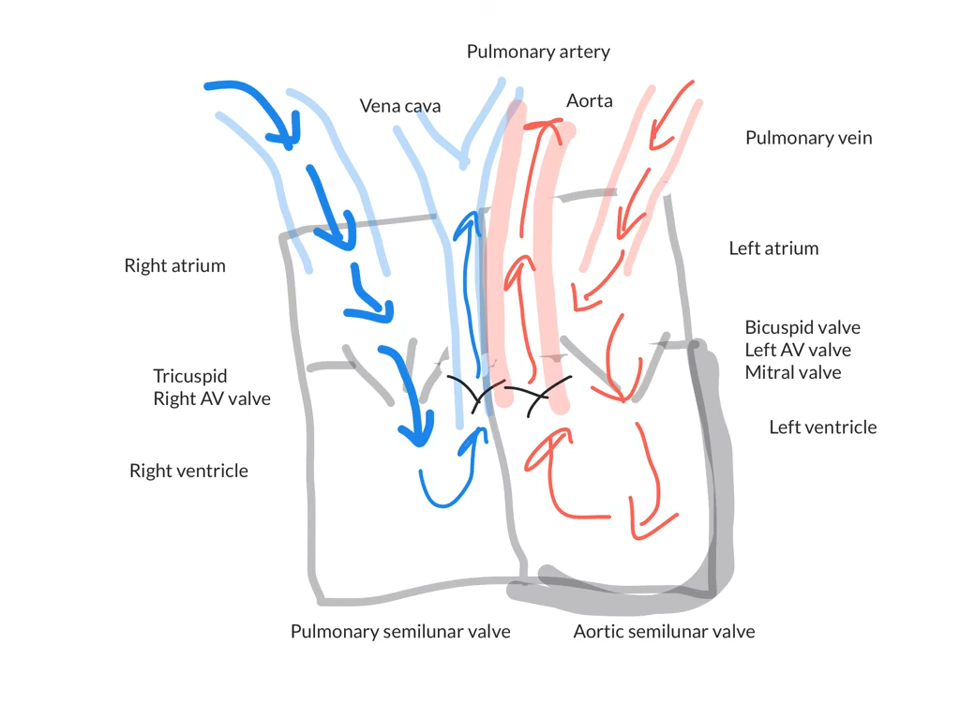 Pulmonary artery
Vena cava
Aorta
Pulmonary vein
Left atrium
Right atrium
Bicuspid valve
Left AV valve
Mitral valve
Tricuspid
Right AV valve
Left ventricle
Right ventricle
Pulmonary semilunar valve
Aortic semilunar valve